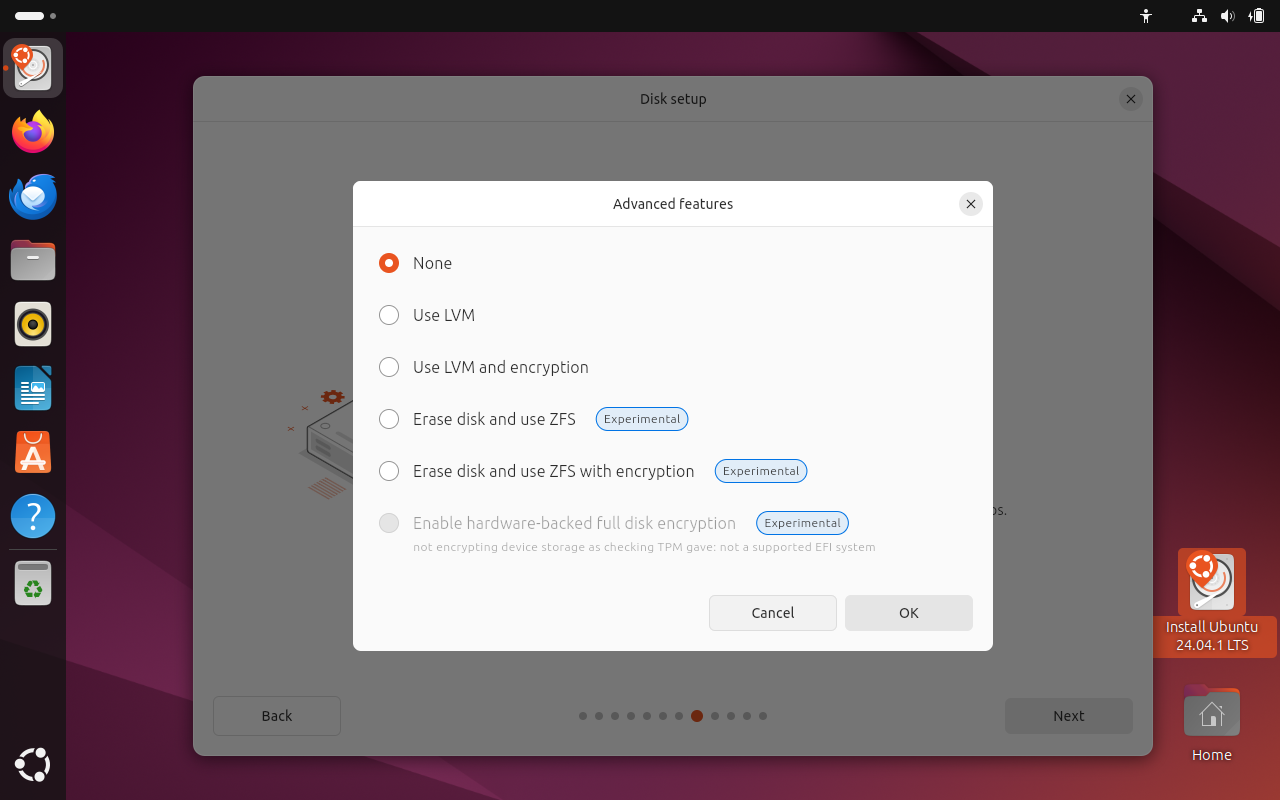 Disk setup
Advanced features
None
Use LVM
Use LVM and encryption
Erase disk and use ZFS Experimental
Erase disk and use ZFS with encryption Experimental
Enable hardware-backed full disk encryption Experimental
not encrypting device storage as checking TPM gave: not a supported EFI system
Cancel OK
Back Next
Install Ubuntu
24.04.1 LTS
Home